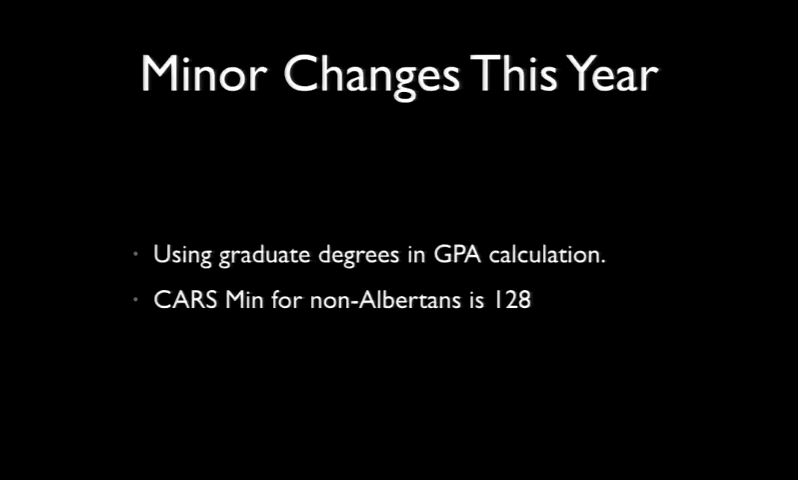 Minor Changes This Year
· Using graduate degrees in GPA calculation.
· CARS Min for non-Albertans is 128